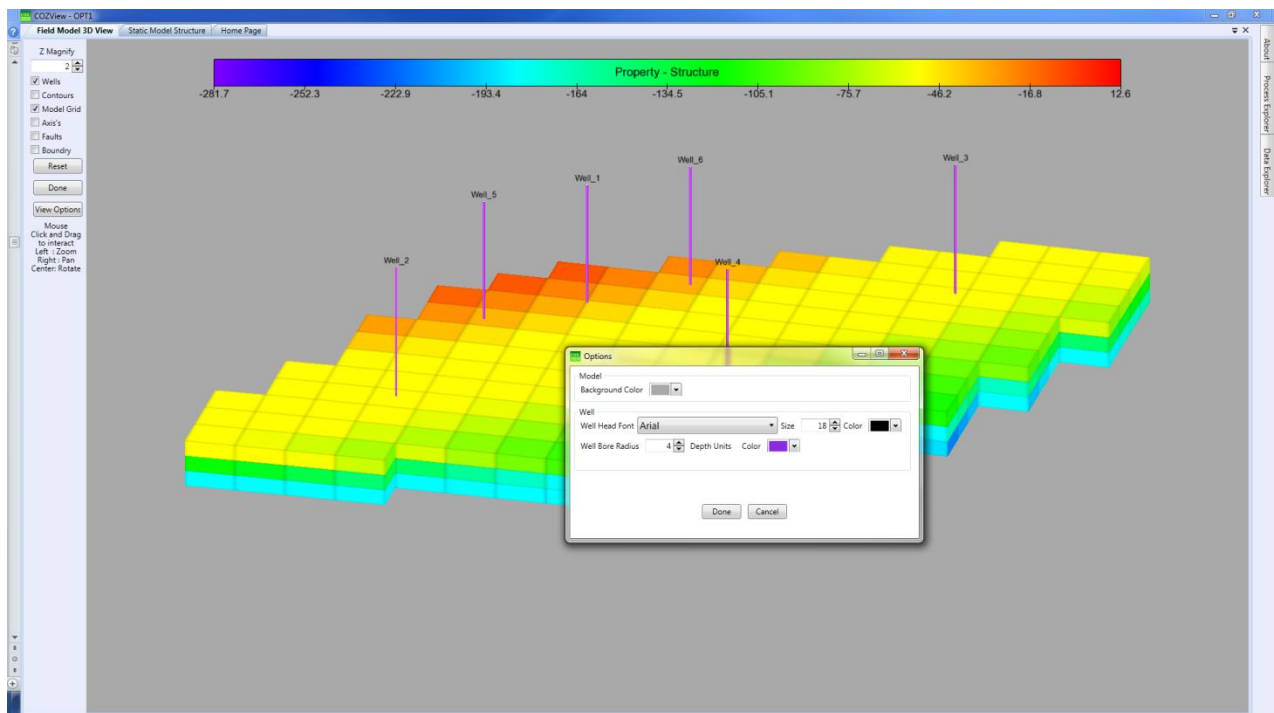 COZView - OPT1
Field Model 3D View Static Model Structure Home Page
Z Magnify
2
Wells
Contours
Model Grid
Axis's
Faults
Boundry
Reset
Done
View Options
Mouse
Click and Drag
to interact
Left : Zoom
Right : Pan
Center: Rotate
Property - Structure
-281.7 -252.3 -222.9 -193.4 -164 -134.5 -105.1 -75.7 -46.2 -16.8 12.6
Well_6
Well_3
Well_1
Well_5
Well_2
Well_4
Options
Model
Background Color
Well
Well Head Font Arial Size 18 Color
Well Bore Radius 4 Depth Units Color
Done Cancel
About
Process Explorer
Data Explorer